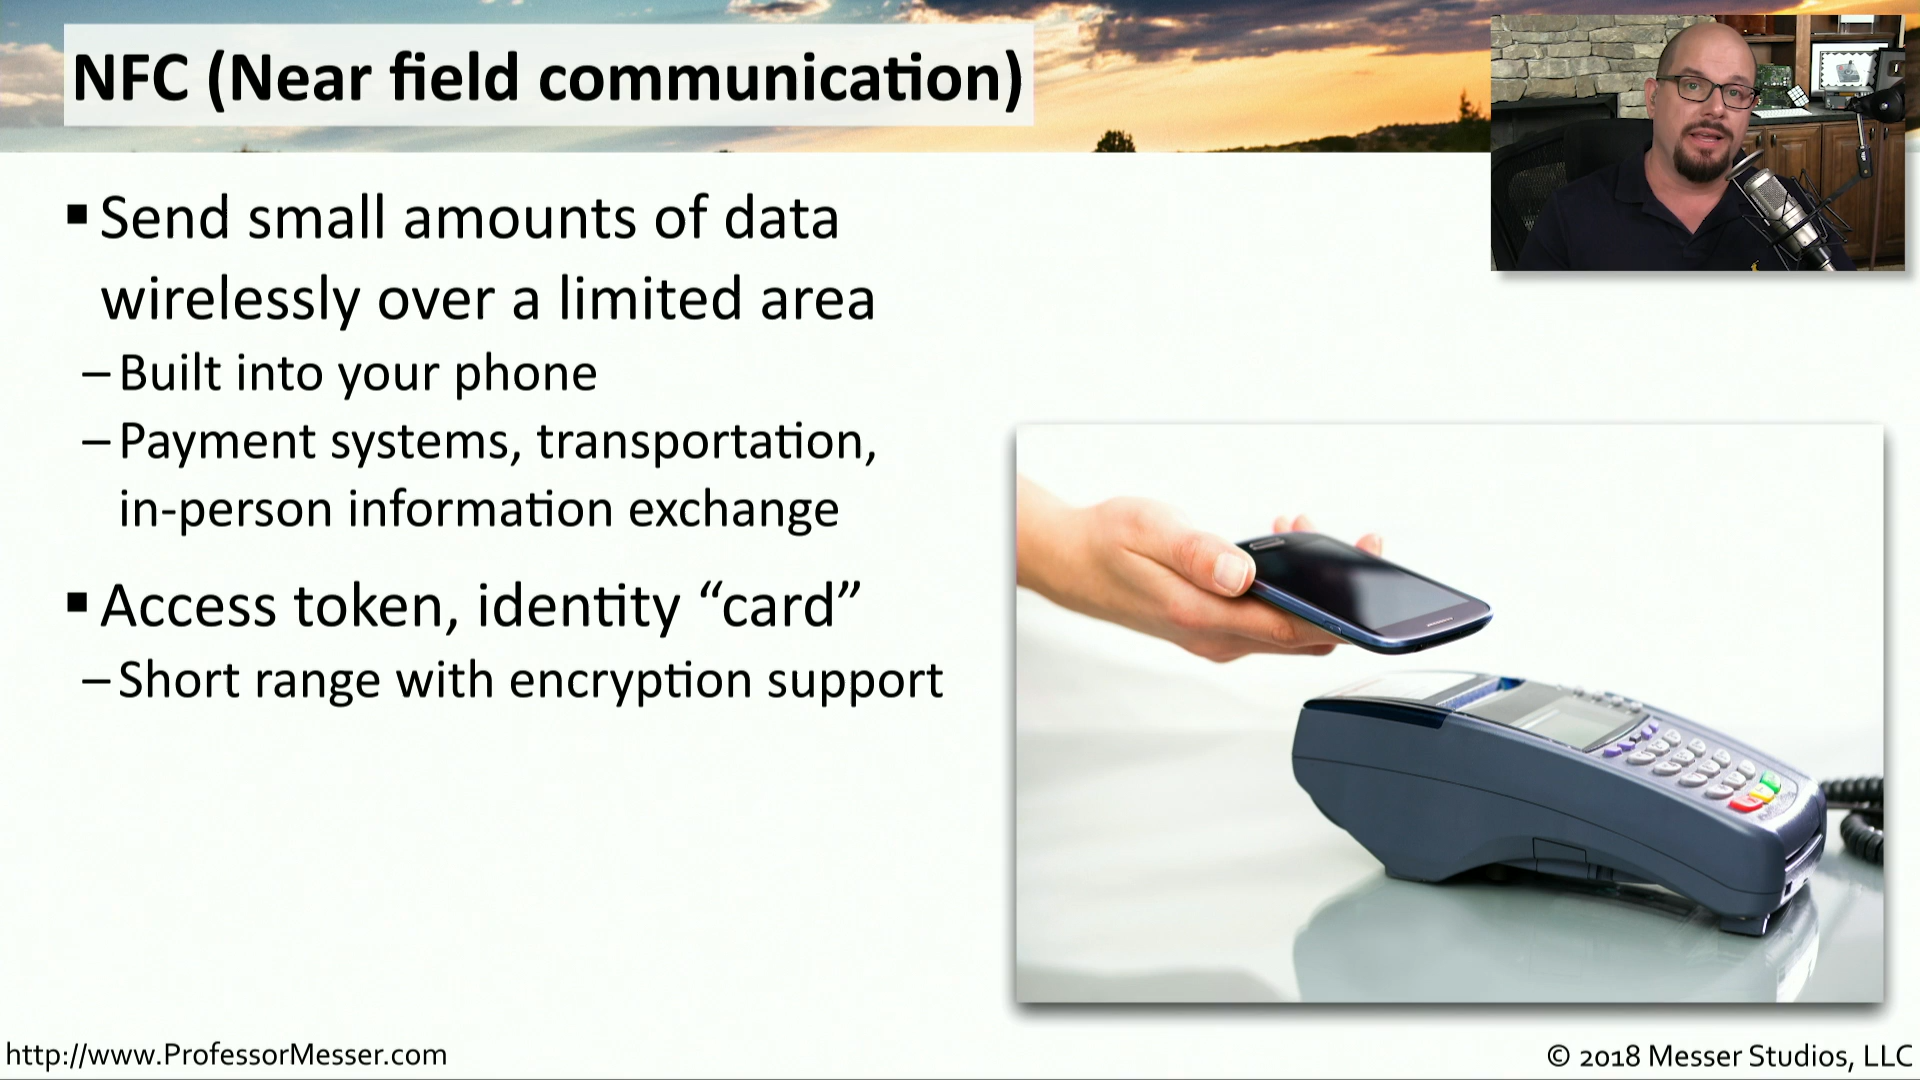 NFC (Near field communication)
▪ Send small amounts of data
wirelessly over a limited area
– Built into your phone
– Payment systems, transportation,
in-person information exchange
▪ Access token, identity “card”
– Short range with encryption support
http://www.ProfessorMesser.com
© 2018 Messer Studios, LLC